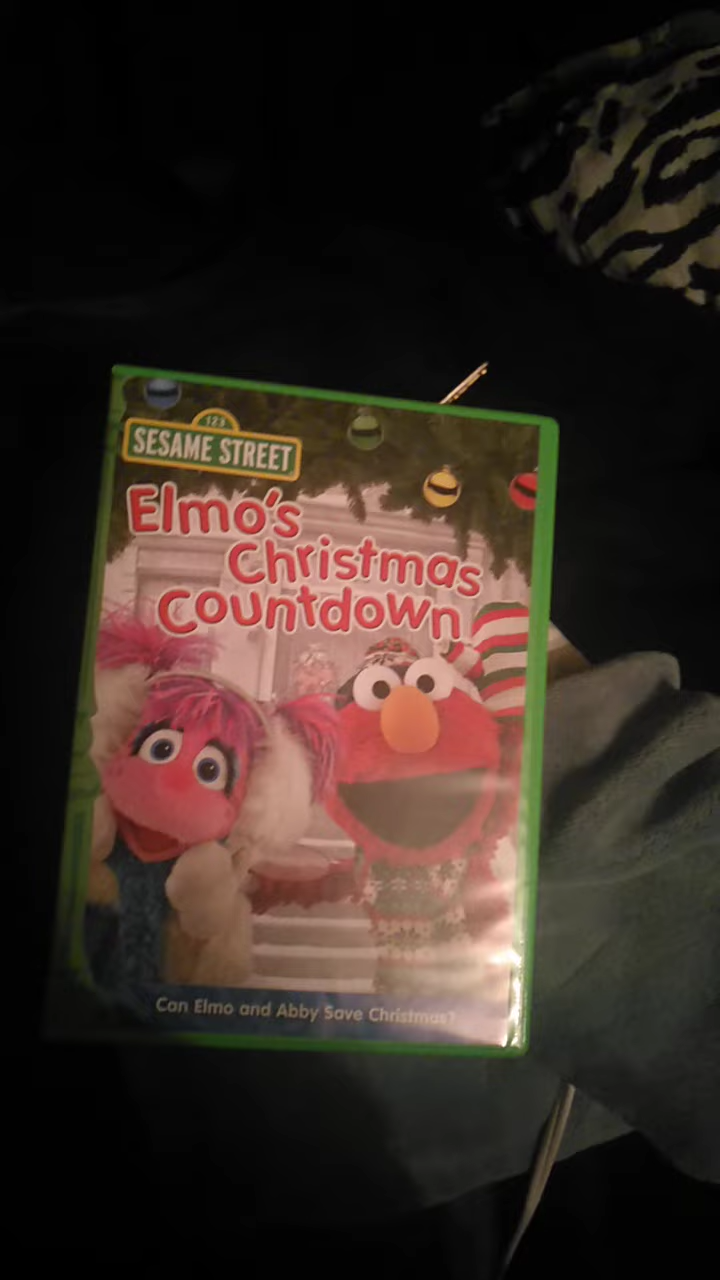 123
SESAME STREET
Elmo's
Christmas
Countdown
Can Elmo and Abby Save Christmas?